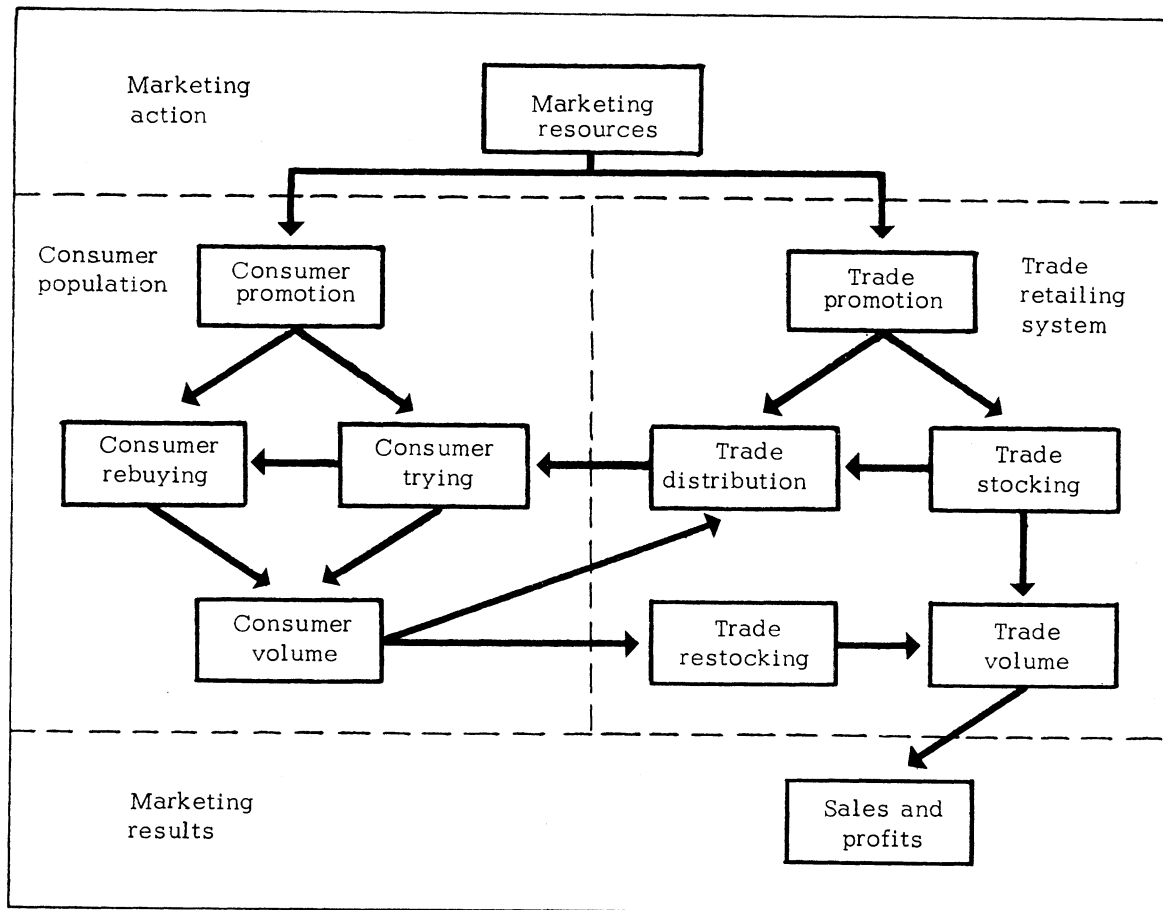 Marketing
action
Marketing
resources
Consumer
population
Consumer
promotion
Trade
promotion
Trade
retailing
system
Consumer
rebuying
Consumer
trying
Trade
distribution
Trade
stocking
Consumer
volume
Trade
restocking
Trade
volume
Marketing
results
Sales and
profits